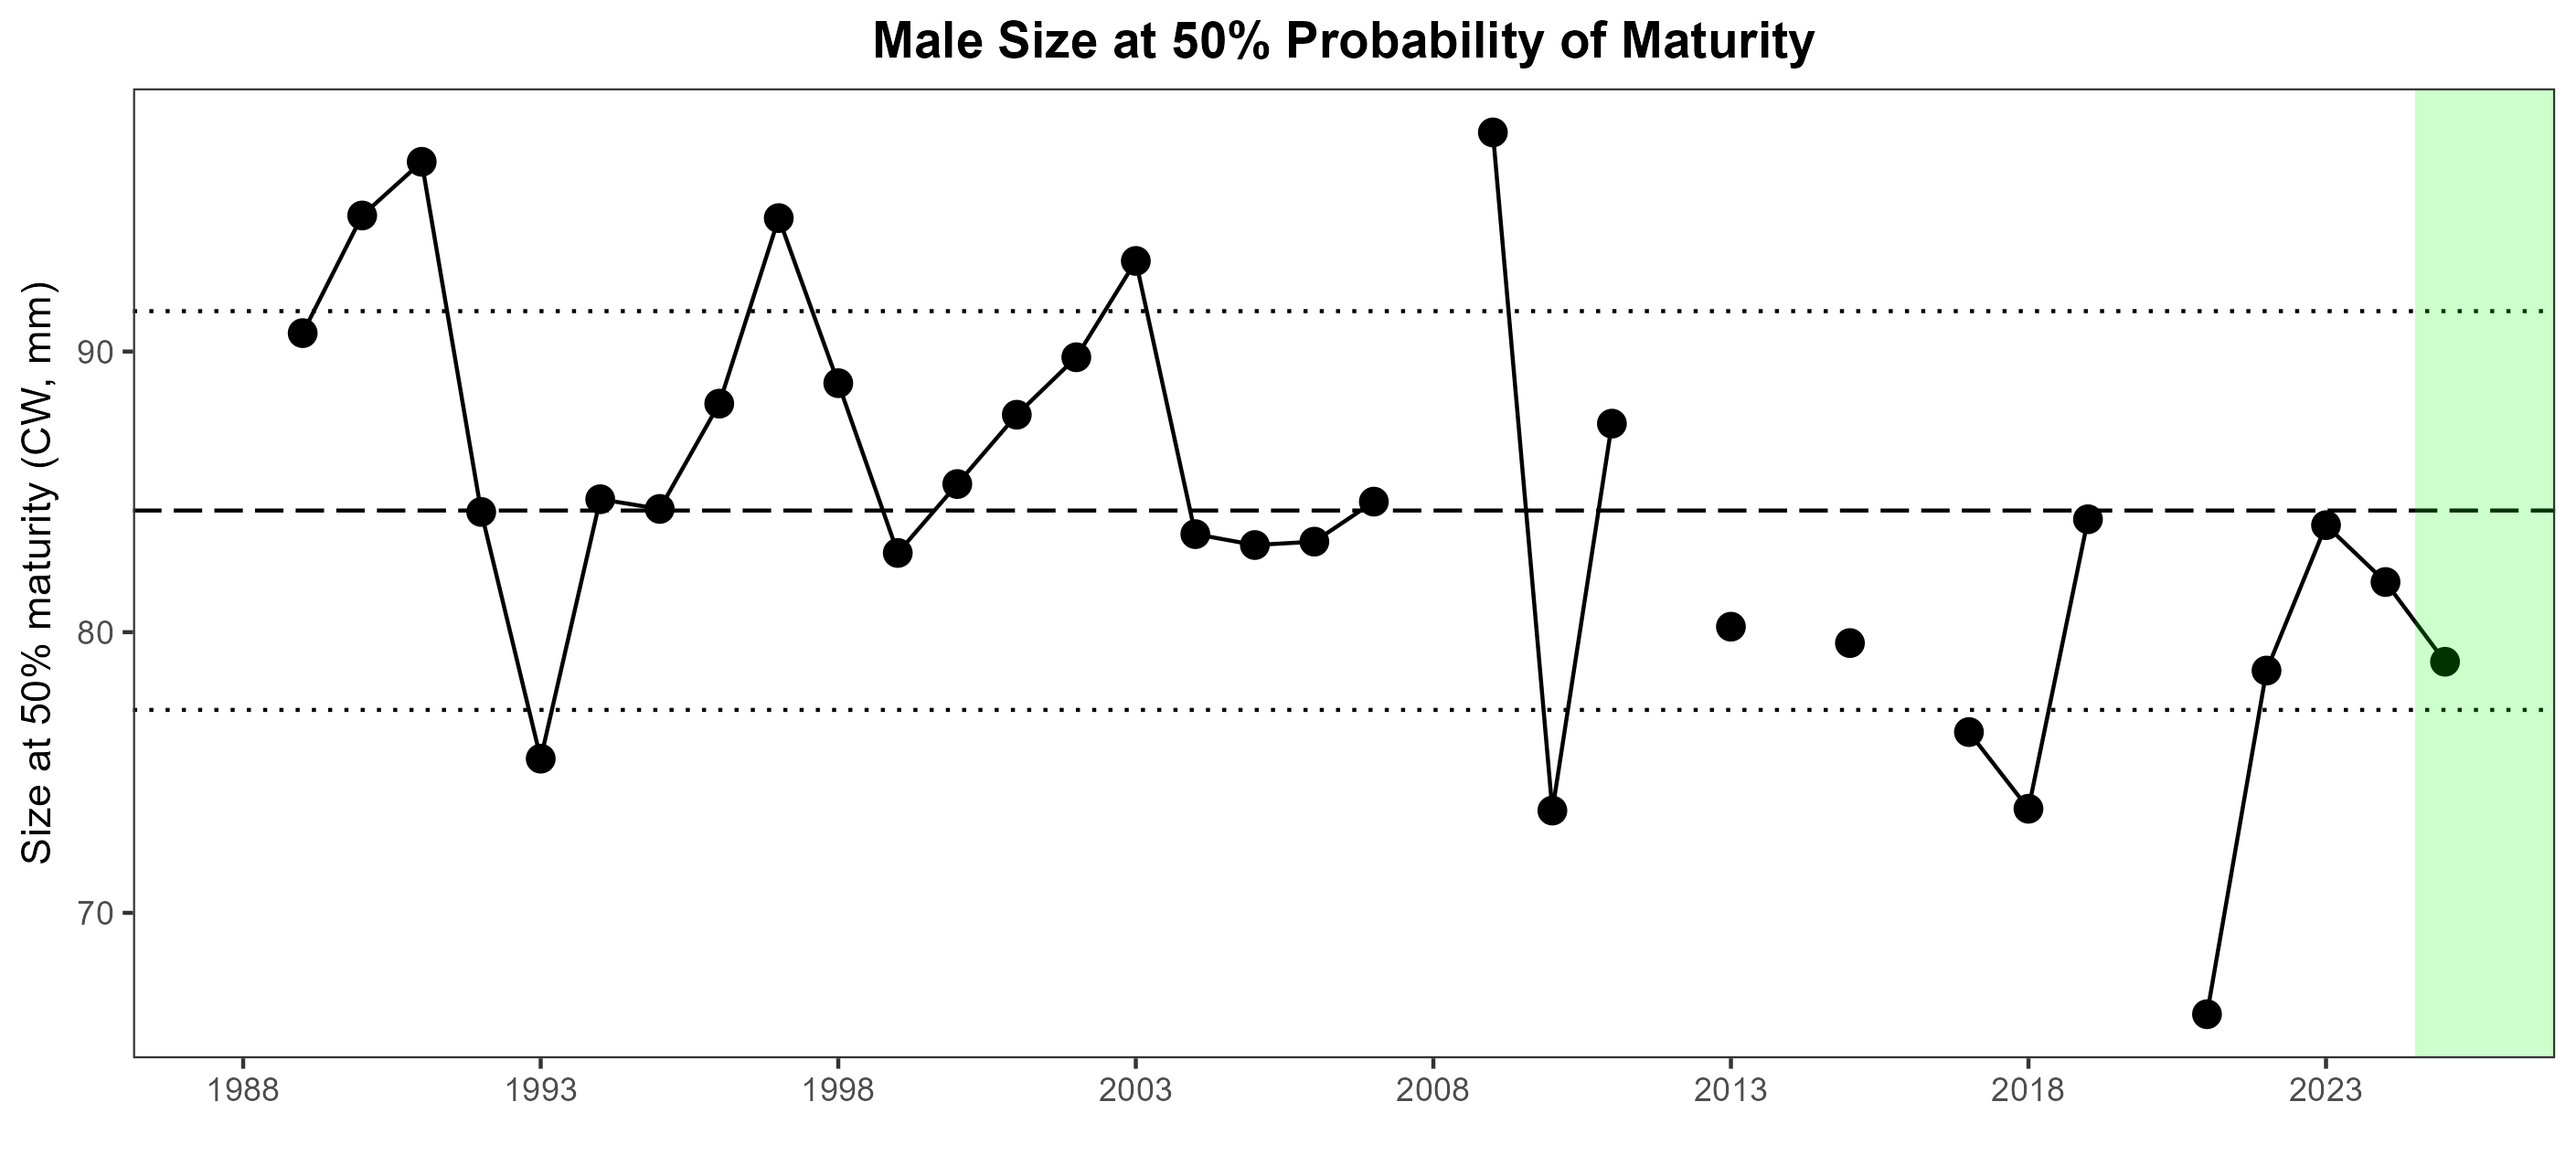 Male Size at 50% Probability of Maturity
Size at 50% maturity (CW, mm)
90
80
70
1988 1993 1998 2003 2008 2013 2018 2023